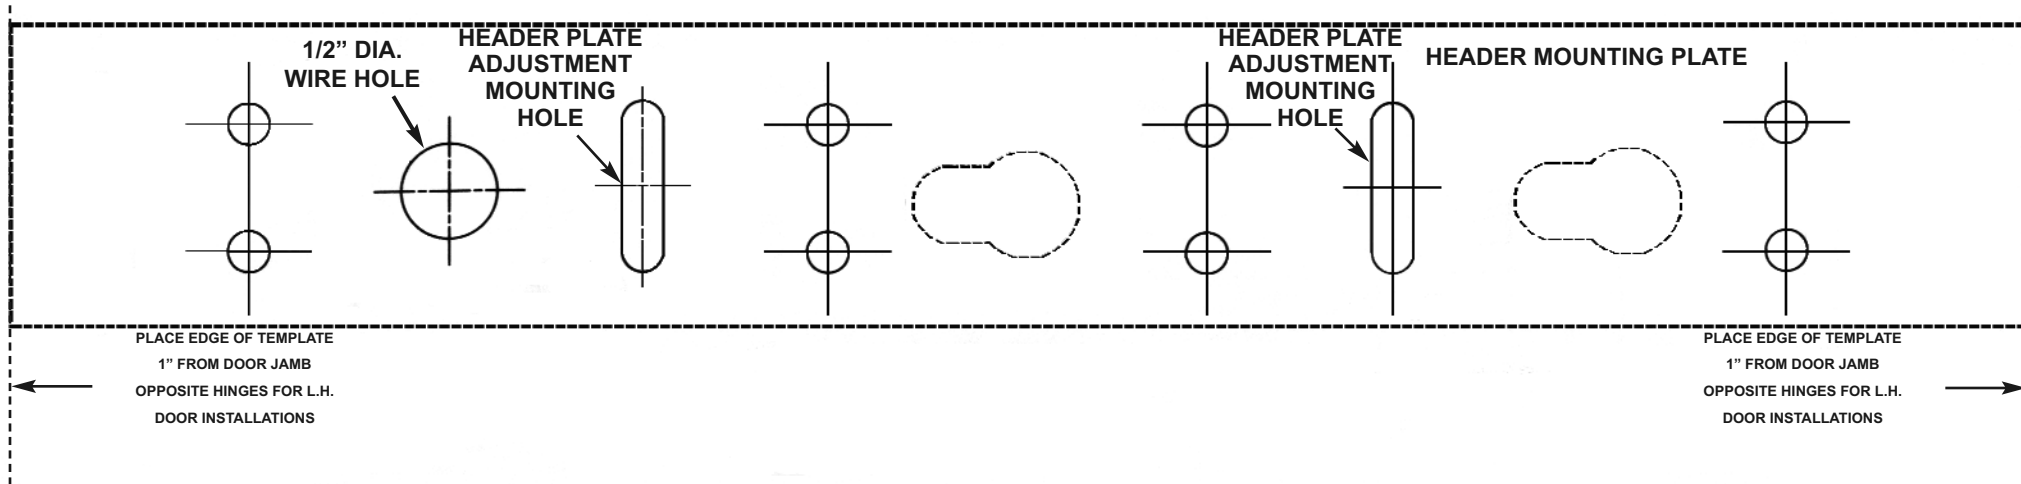 1/2” DIA.
WIRE HOLE
HEADER PLATE
ADJUSTMENT
MOUNTING
HOLE
HEADER PLATE
ADJUSTMENT
MOUNTING
HOLE
HEADER MOUNTING PLATE
PLACE EDGE OF TEMPLATE
1” FROM DOOR JAMB
OPPOSITE HINGES FOR L.H.
DOOR INSTALLATIONS
PLACE EDGE OF TEMPLATE
1” FROM DOOR JAMB
OPPOSITE HINGES FOR L.H.
DOOR INSTALLATIONS